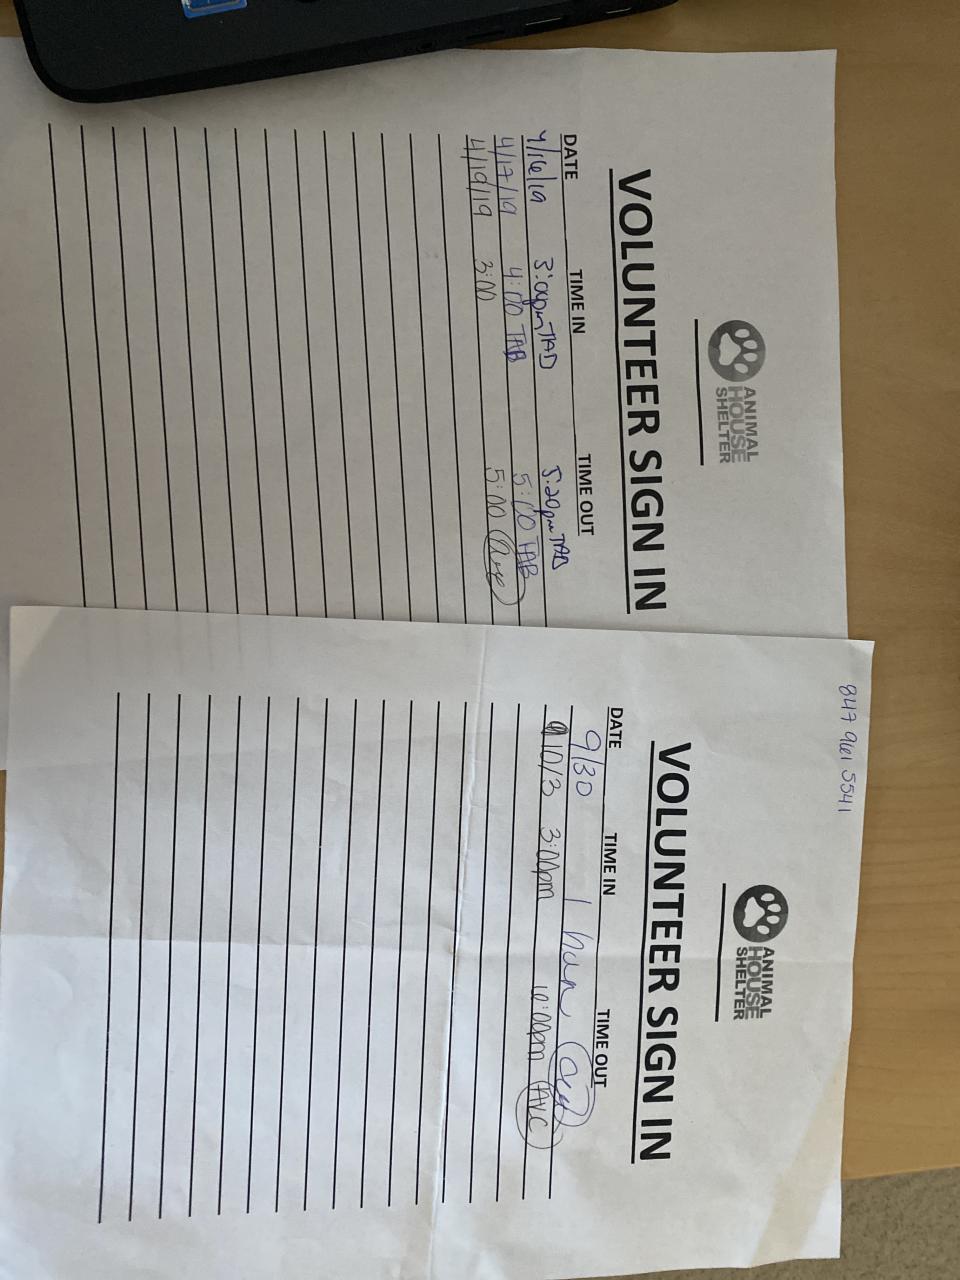 ANIMAL
HOUSE
SHELTER
VOLUNTEER SIGN IN
DATE TIME IN TIME OUT
4/16/19 3:00pm TAD 5:20pm TAD
4/17/19 4:00 TAB 5:00 TAB
4/19/19 3:00 5:00
847 961 5541
ANIMAL
HOUSE
SHELTER
VOLUNTEER SIGN IN
DATE TIME IN TIME OUT
9/30 1 hour
10/3 3:00pm 6:00pm AVC